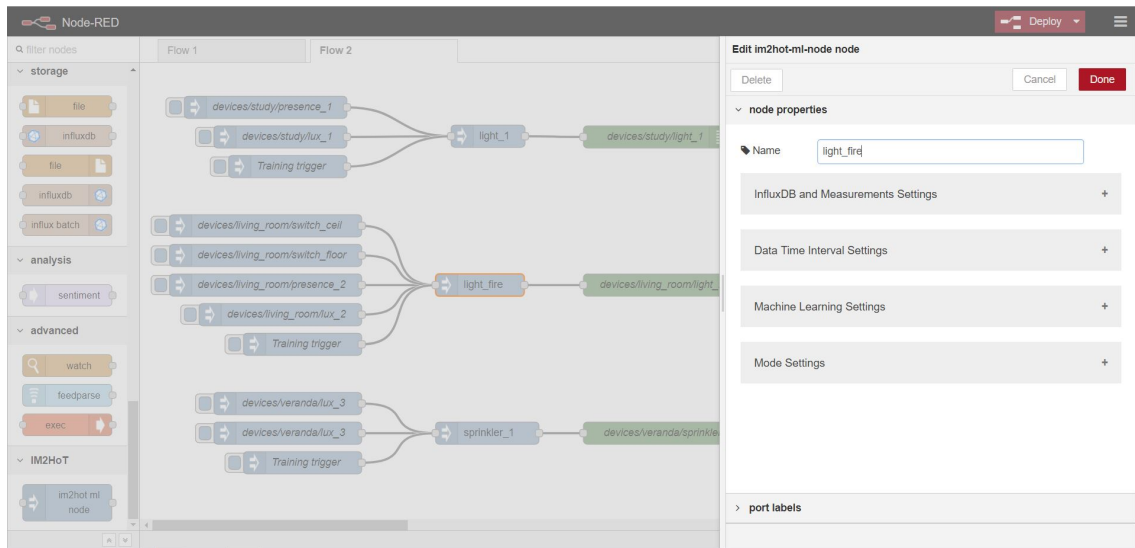 Node-RED
Deploy
filter nodes
storage
file
influxdb
file
influxdb
influx batch
analysis
sentiment
advanced
watch
feedparse
exec
IM2HoT
im2hot ml
node
Flow 1
Flow 2
devices/study/presence_1
devices/study/lux_1
Training trigger
light_1
devices/study/light_1
devices/living_room/switch_ceil
devices/living_room/switch_floor
devices/living_room/presence_2
devices/living_room/lux_2
Training trigger
light_fire
devices/living_room/light_
devices/veranda/lux_3
devices/veranda/lux_3
Training trigger
sprinkler_1
devices/veranda/sprinkle
Edit im2hot-ml-node node
Delete
Cancel
Done
node properties
Name
light_fire
InfluxDB and Measurements Settings
+
Data Time Interval Settings
+
Machine Learning Settings
+
Mode Settings
+
port labels